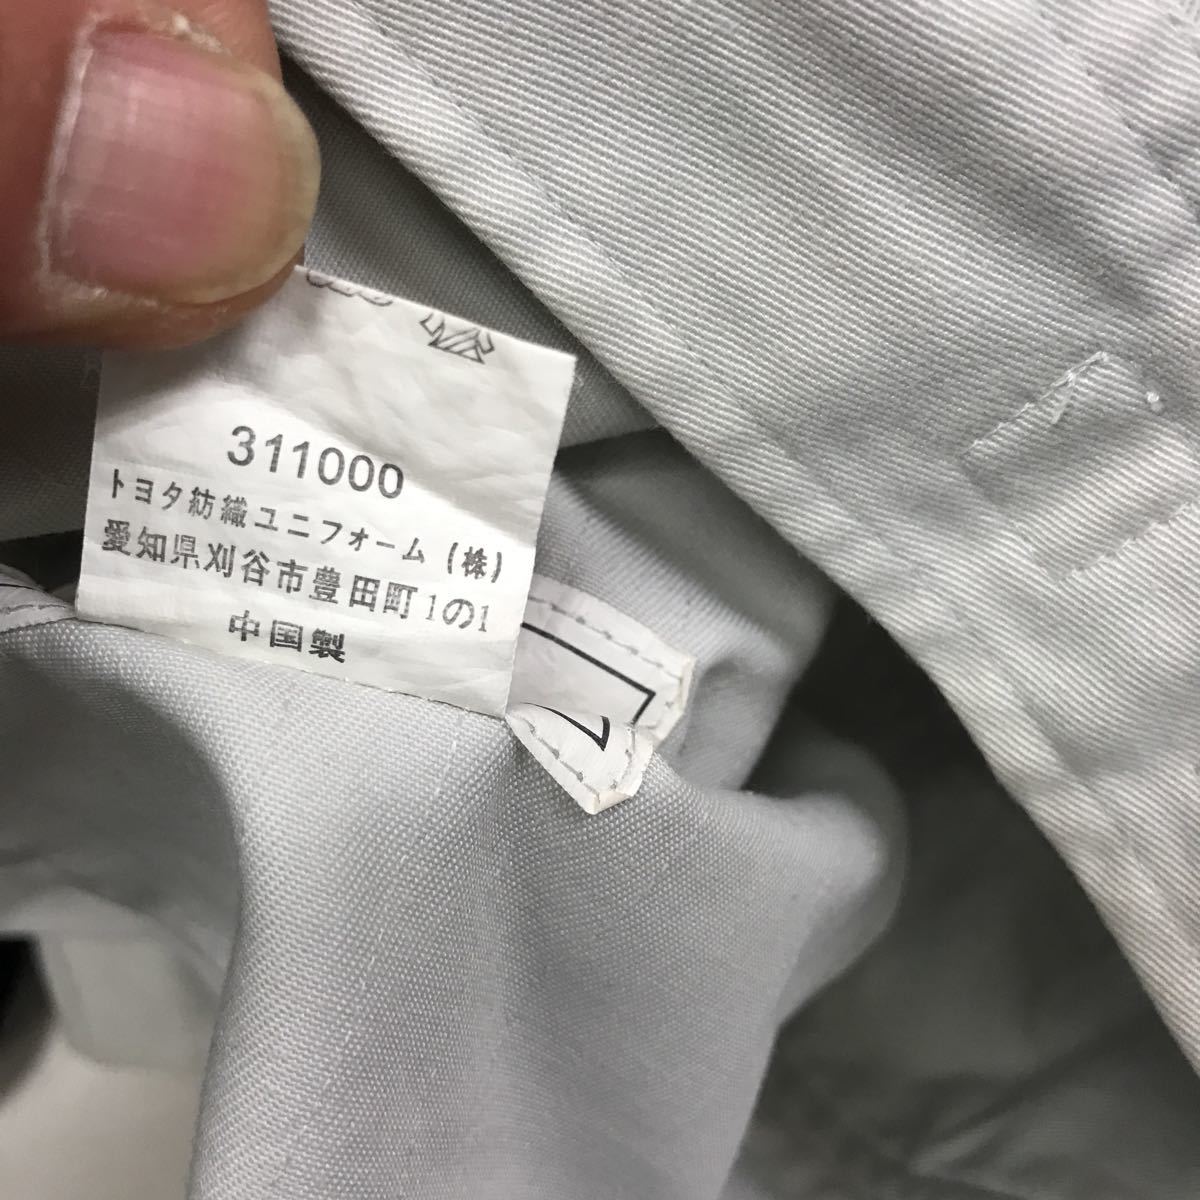 311000
トヨタ紡織ユニフォーム(株)
愛知県刈谷市豊田町1の1
中国製